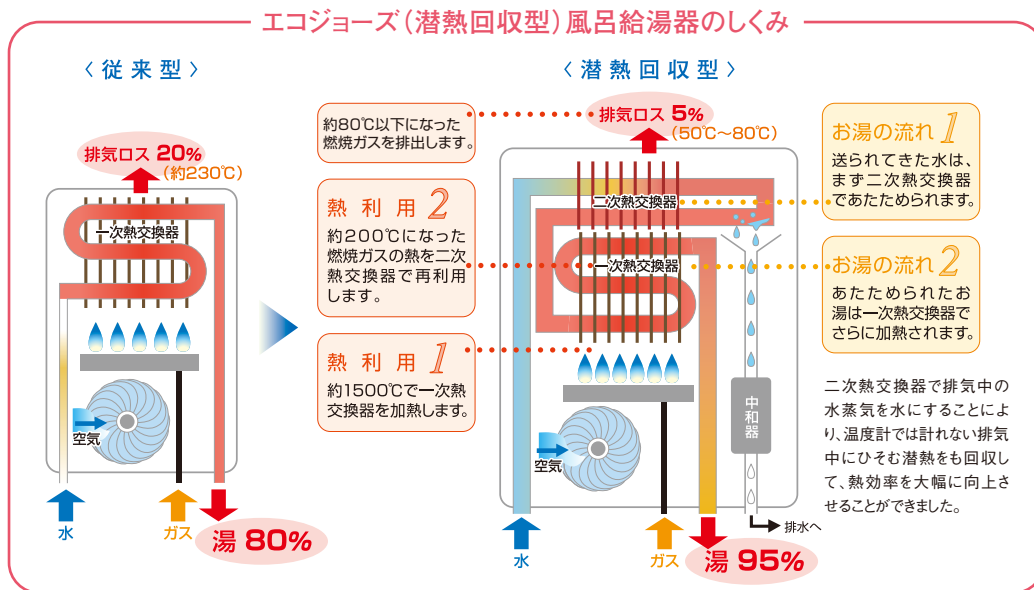 エコジョーズ（潜熱回収型）風呂給湯器のしくみ
〈従来型〉
排気ロス 20%
（約230℃）
一次熱交換器
空気
水
ガス
湯 80%
〈潜熱回収型〉
約80℃以下になった
燃焼ガスを排出します。
熱利用2
約200℃になった
燃焼ガスの熱を二次
熱交換器で再利用
します。
熱利用1
約1500℃で一次熱
交換器を加熱します。
排気ロス 5%
（50℃〜80℃）
二次熱交換器
一次熱交換器
空気
中和器
水
ガス
湯 95%
排水へ
お湯の流れ1
送られてきた水は、
まず二次熱交換器
であたためられます。
お湯の流れ2
あたためられたお
湯は一次熱交換器で
さらに加熱されます。
二次熱交換器で排気中の
水蒸気を水にすることによ
り、温度計では計れない排気
中にひそむ潜熱をも回収し
て、熱効率を大幅に向上さ
せることができました。